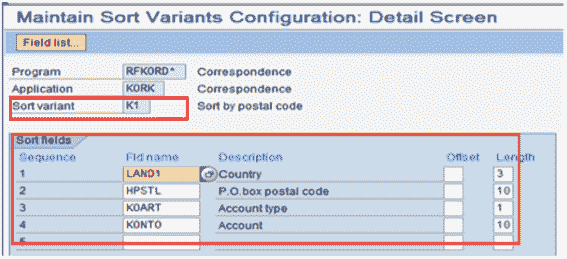 Maintain Sort Variants Configuration: Detail Screen
Field list...
Program RFKORD* Correspondence
Application KORK Correspondence
Sort variant K1 Sort by postal code
Sort fields
Sequence Fld name Description Offset Length
1 LAND1 Country 3
2 HPSTL P.O.box postal code 10
3 KOART Account type 1
4 KONTO Account 10
5